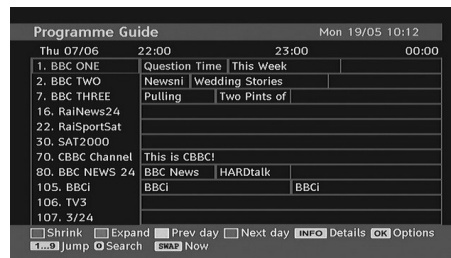 Programme Guide Mon 19/05 10:12
Thu 07/06 22:00 23:00 00:00
1. BBC ONE Question Time This Week
2. BBC TWO Newsni Wedding Stories
7. BBC THREE Pulling Two Pints of
16. RaiNews24
22. RaiSportSat
30. SAT2000
70. CBBC Channel This is CBBC!
80. BBC NEWS 24 BBC News HARDtalk
105. BBCi BBCi BBCi
106. TV3
107. 3/24
Shrink Expand Prev day Next day INFO Details OK Options
1...9 Jump 0 Search SWAP Now